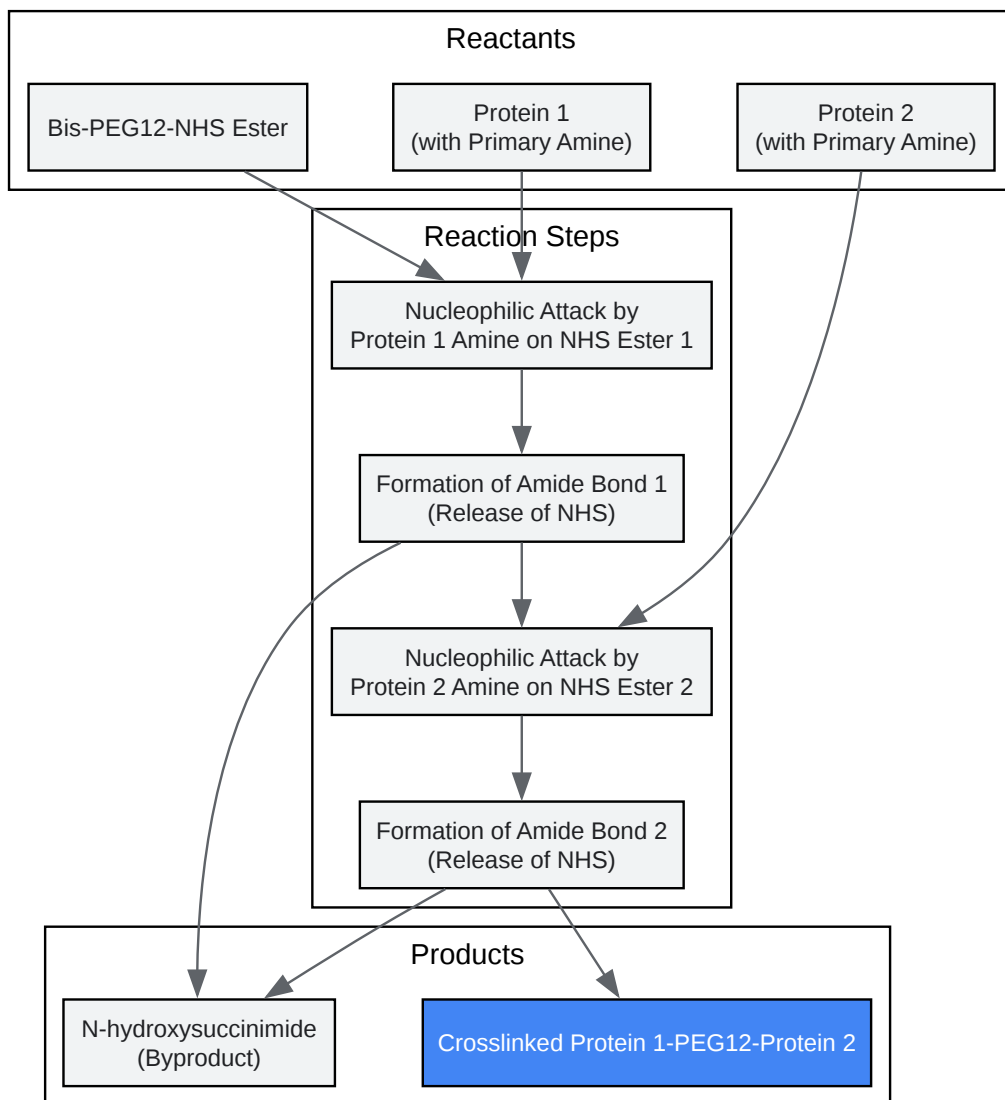 Reactants
Bis-PEG12-NHS Ester
Protein 1
(with Primary Amine)
Protein 2
(with Primary Amine)
Reaction Steps
Nucleophilic Attack by
Protein 1 Amine on NHS Ester 1
Formation of Amide Bond 1
(Release of NHS)
Nucleophilic Attack by
Protein 2 Amine on NHS Ester 2
Formation of Amide Bond 2
(Release of NHS)
Products
N-hydroxysuccinimide
(Byproduct)
Crosslinked Protein 1-PEG12-Protein 2